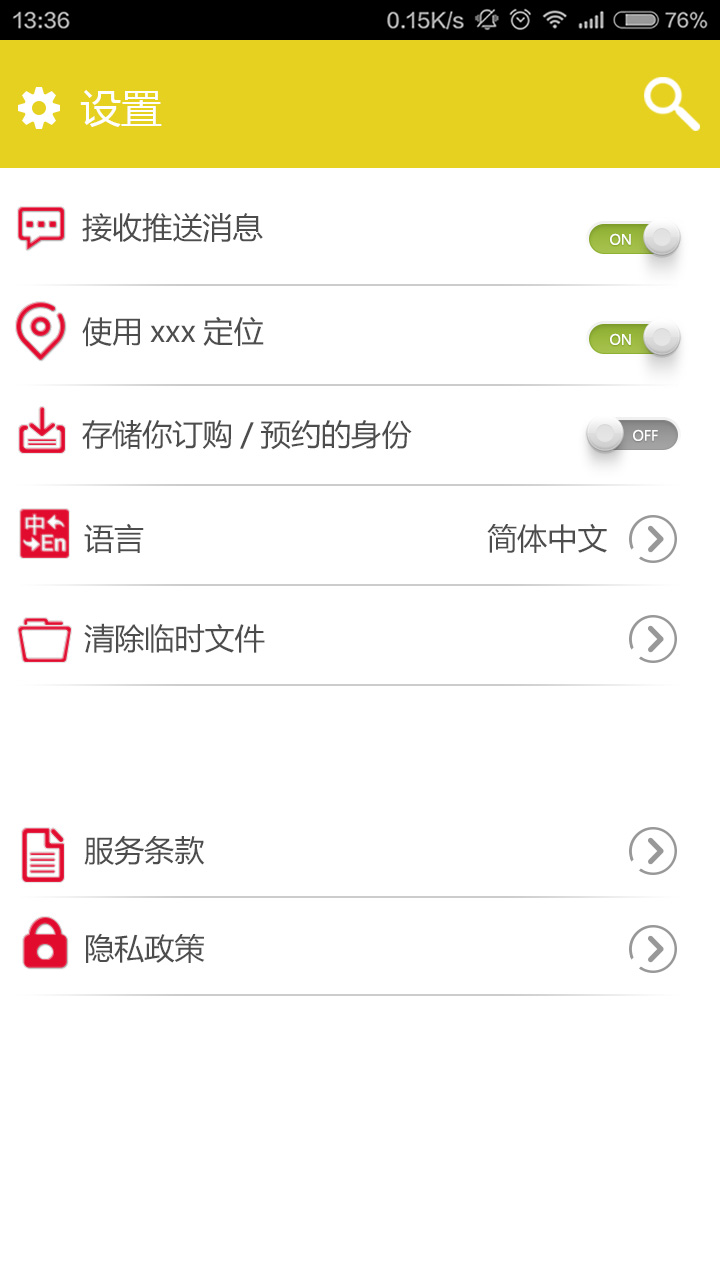 13:36 0.15K/s 76%
设置
接收推送消息 ON
使用 xxx 定位 ON
存储你订购 / 预约的身份 OFF
中 En 语言 简体中文
清除临时文件
服务条款
隐私政策